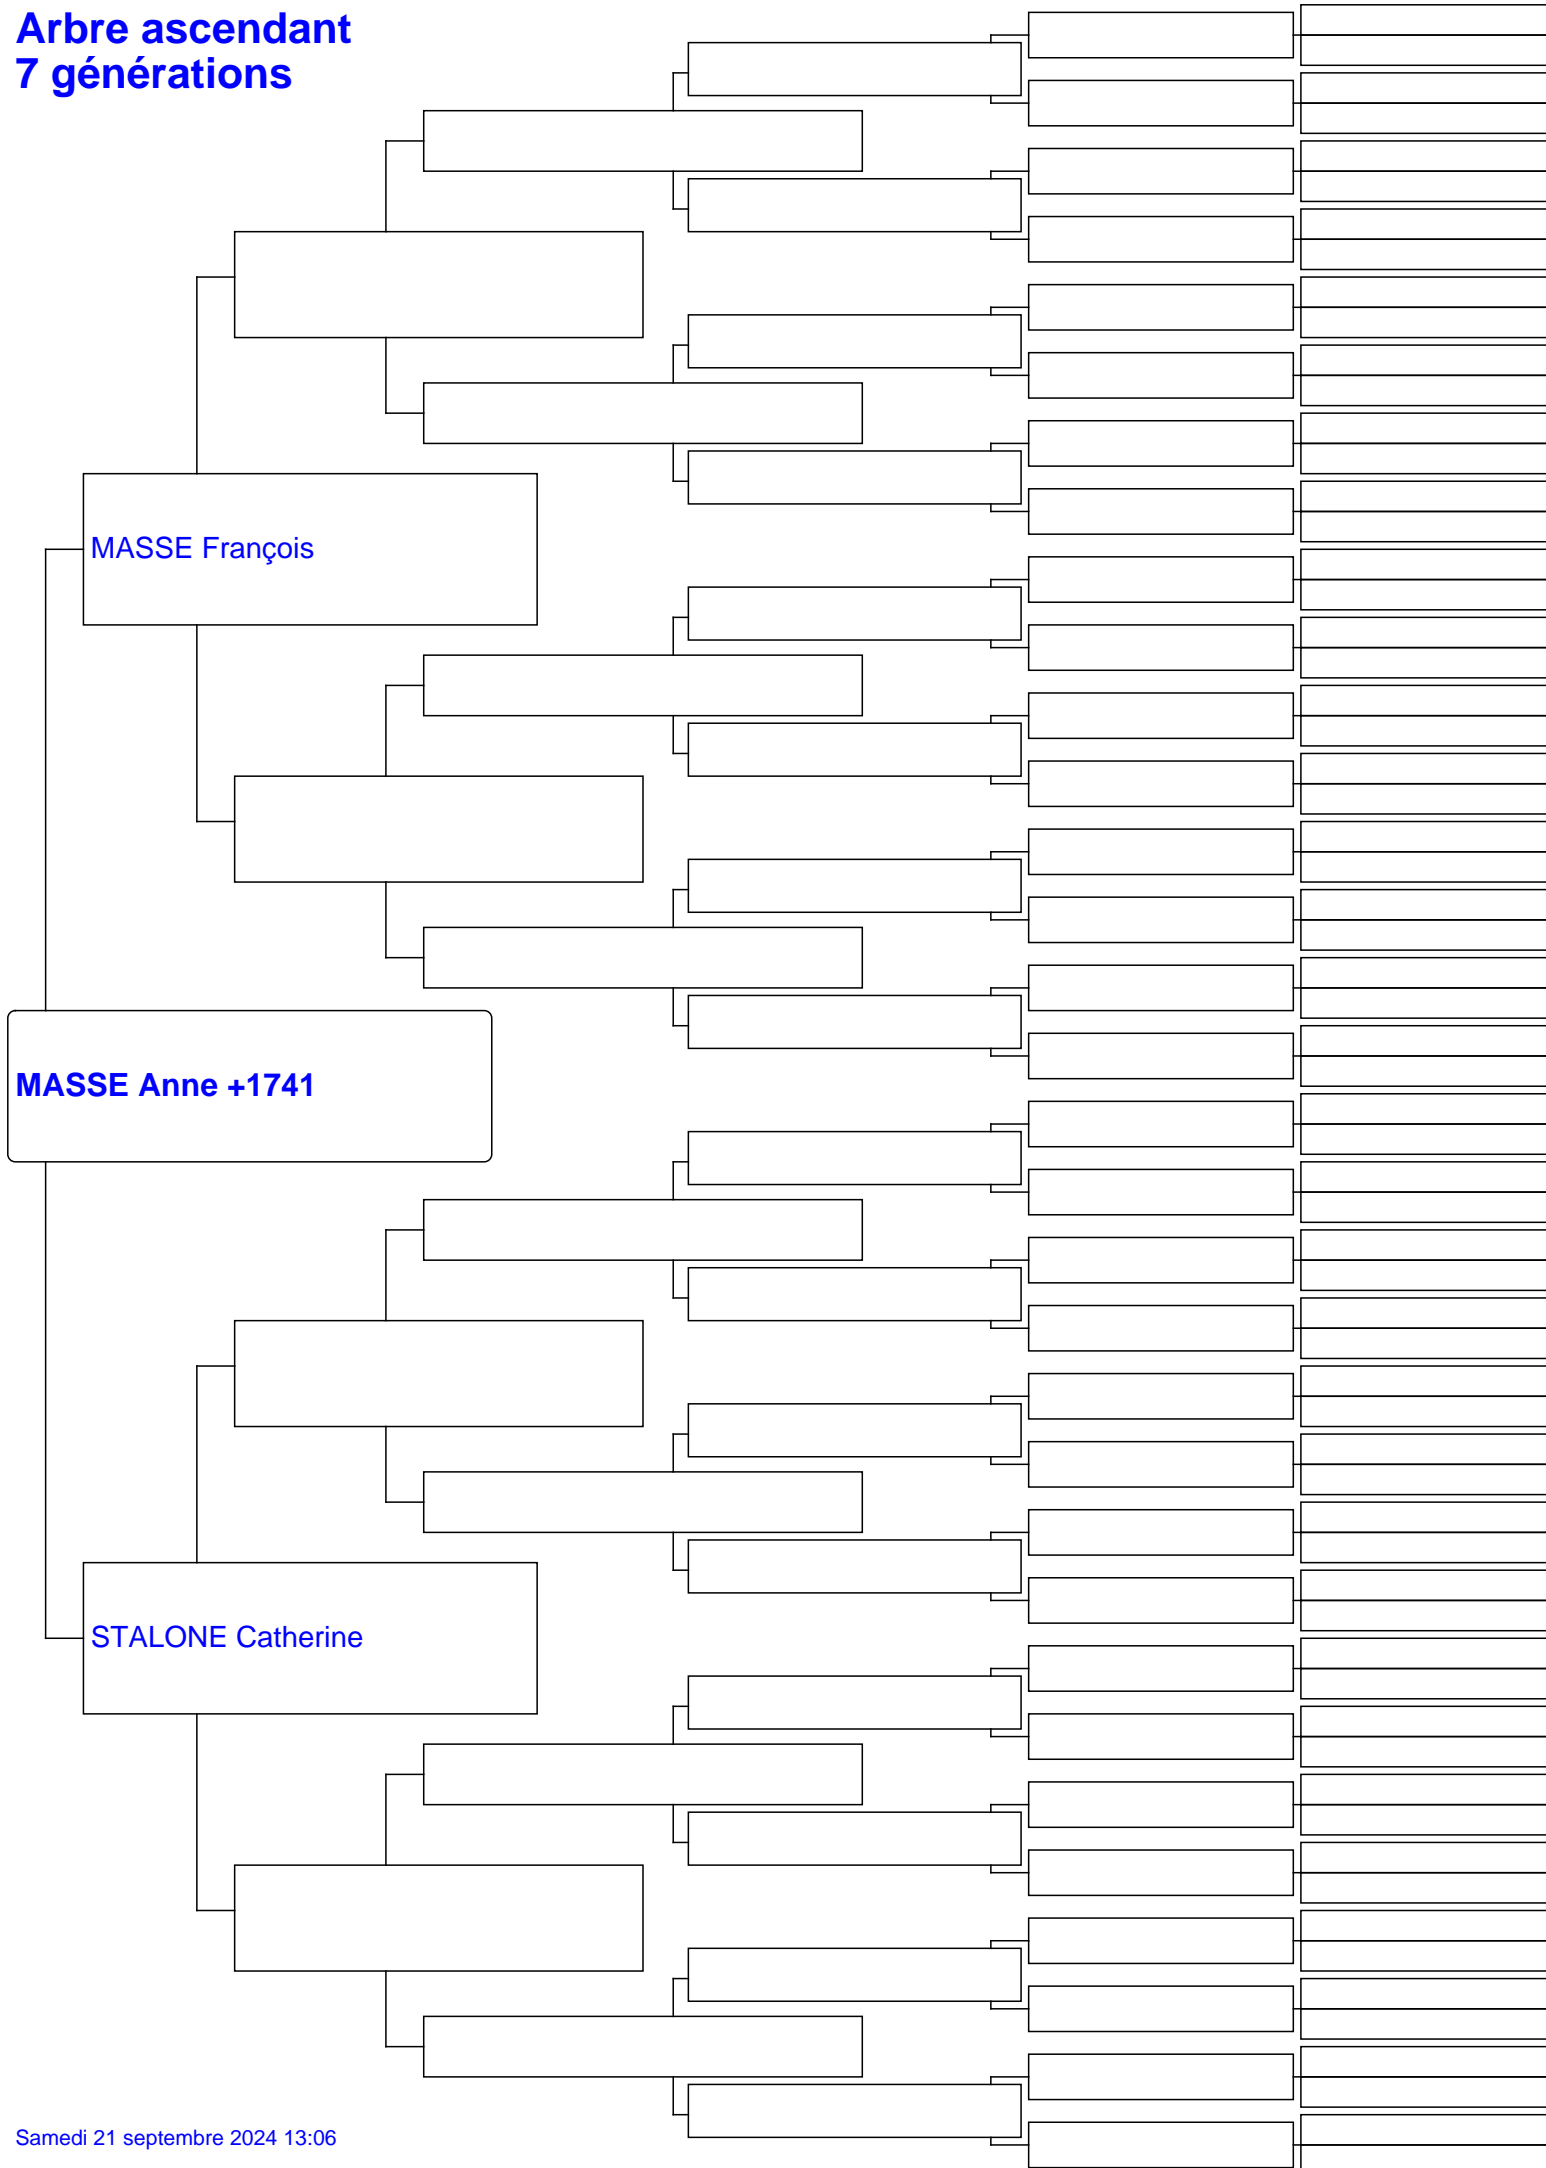 Arbre ascendant
7 générations
MASSE François
MASSE Anne +1741
STALONE Catherine
Samedi 21 septembre 2024 13:06